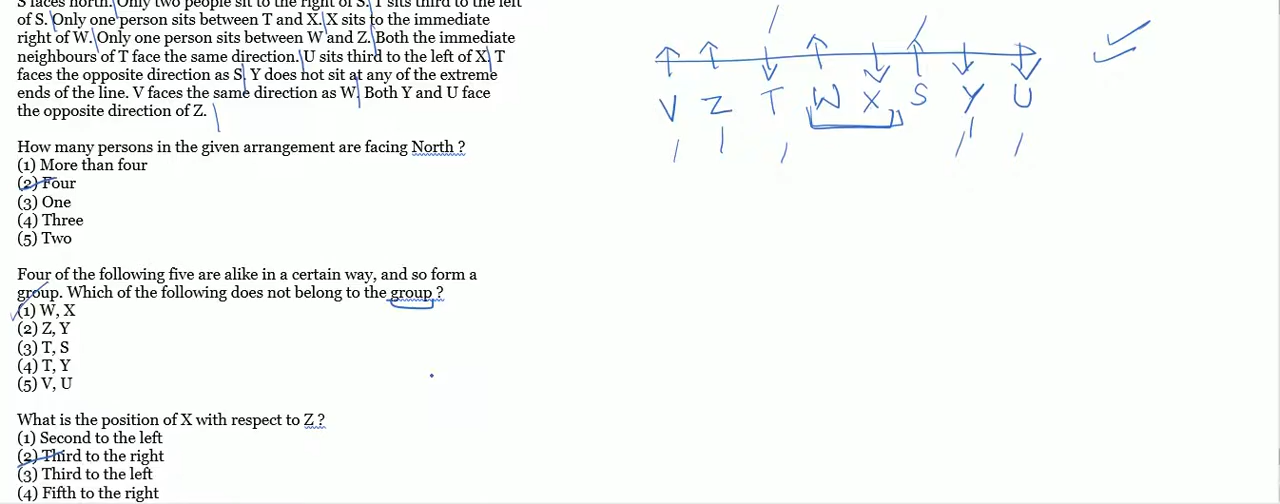 S faces north. Only two people sit to the right of S. T sits third to the left
of S. Only one person sits between T and X. X sits to the immediate
right of W. Only one person sits between W and Z. Both the immediate
neighbours of T face the same direction. U sits third to the left of X. T
faces the opposite direction as S. Y does not sit at any of the extreme
ends of the line. V faces the same direction as W. Both Y and U face
the opposite direction of Z.
How many persons in the given arrangement are facing North ?
(1) More than four
(2) Four
(3) One
(4) Three
(5) Two
Four of the following five are alike in a certain way, and so form a
group. Which of the following does not belong to the group ?
(1) W, X
(2) Z, Y
(3) T, S
(4) T, Y
(5) V, U
What is the position of X with respect to Z ?
(1) Second to the left
(2) Third to the right
(3) Third to the left
(4) Fifth to the right
V Z T W X S Y U